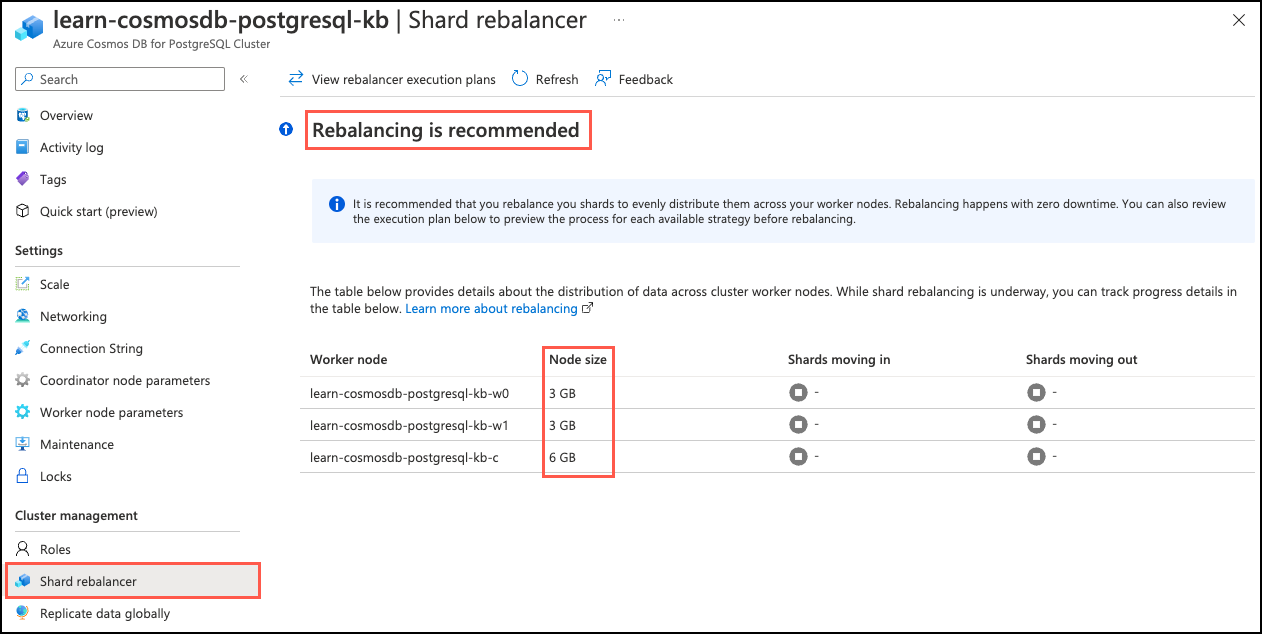 learn-cosmosdb-postgresql-kb | Shard rebalancer ...
Azure Cosmos DB for PostgreSQL Cluster
Search
«
View rebalancer execution plans
Refresh
Feedback
Overview
Activity log
Tags
Quick start (preview)
Settings
Scale
Networking
Connection String
Coordinator node parameters
Worker node parameters
Maintenance
Locks
Cluster management
Roles
Shard rebalancer
Replicate data globally
Rebalancing is recommended
It is recommended that you rebalance you shards to evenly distribute them across your worker nodes. Rebalancing happens with zero downtime. You can also review
the execution plan below to preview the process for each available strategy before rebalancing.
The table below provides details about the distribution of data across cluster worker nodes. While shard rebalancing is underway, you can track progress details in
the table below. Learn more about rebalancing
Worker node Node size Shards moving in Shards moving out
learn-cosmosdb-postgresql-kb-w0 3 GB - -
learn-cosmosdb-postgresql-kb-w1 3 GB - -
learn-cosmosdb-postgresql-kb-c 6 GB - -